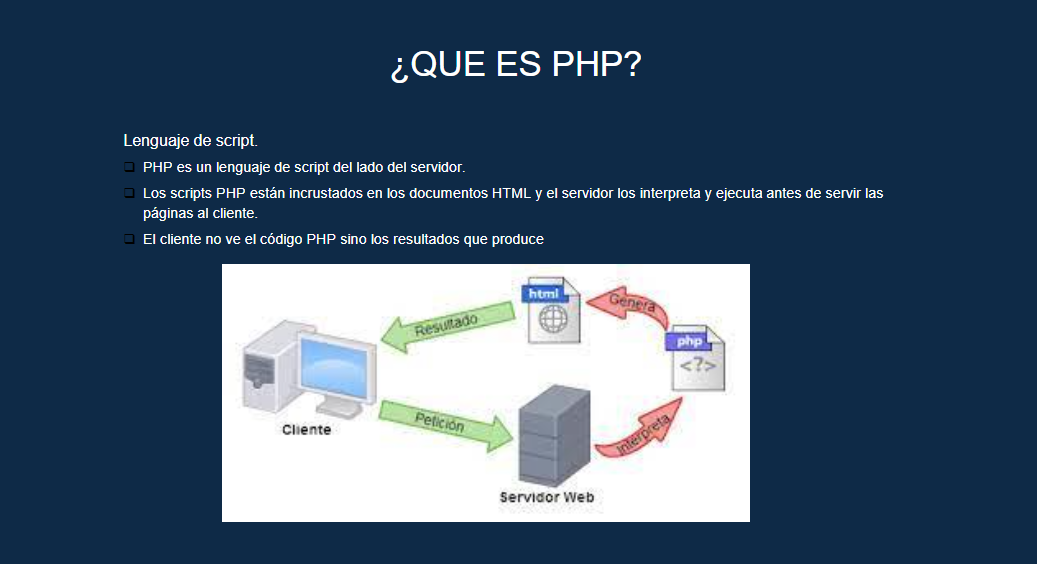 ¿QUE ES PHP?
Lenguaje de script.
PHP es un lenguaje de script del lado del servidor.
Los scripts PHP están incrustados en los documentos HTML y el servidor los interpreta y ejecuta antes de servir las
páginas al cliente.
El cliente no ve el código PHP sino los resultados que produce
html
Genera
Resultado
php
<?>
Cliente
Petición
Interpreta
Servidor Web